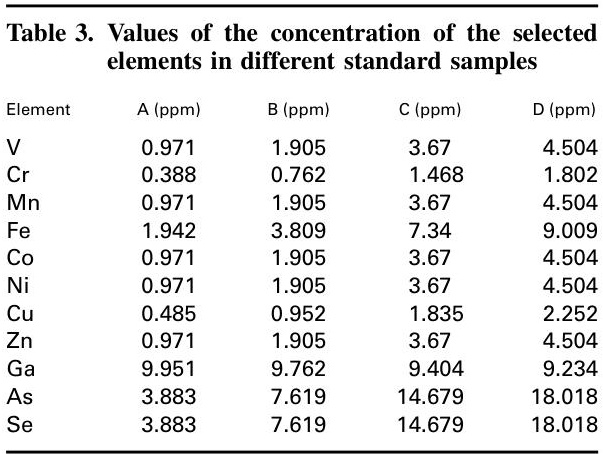 Table 3. Values of the concentration of the selected
elements in different standard samples
Element A (ppm) B (ppm) C (ppm) D (ppm)
V 0.971 1.905 3.67 4.504
Cr 0.388 0.762 1.468 1.802
Mn 0.971 1.905 3.67 4.504
Fe 1.942 3.809 7.34 9.009
Co 0.971 1.905 3.67 4.504
Ni 0.971 1.905 3.67 4.504
Cu 0.485 0.952 1.835 2.252
Zn 0.971 1.905 3.67 4.504
Ga 9.951 9.762 9.404 9.234
As 3.883 7.619 14.679 18.018
Se 3.883 7.619 14.679 18.018